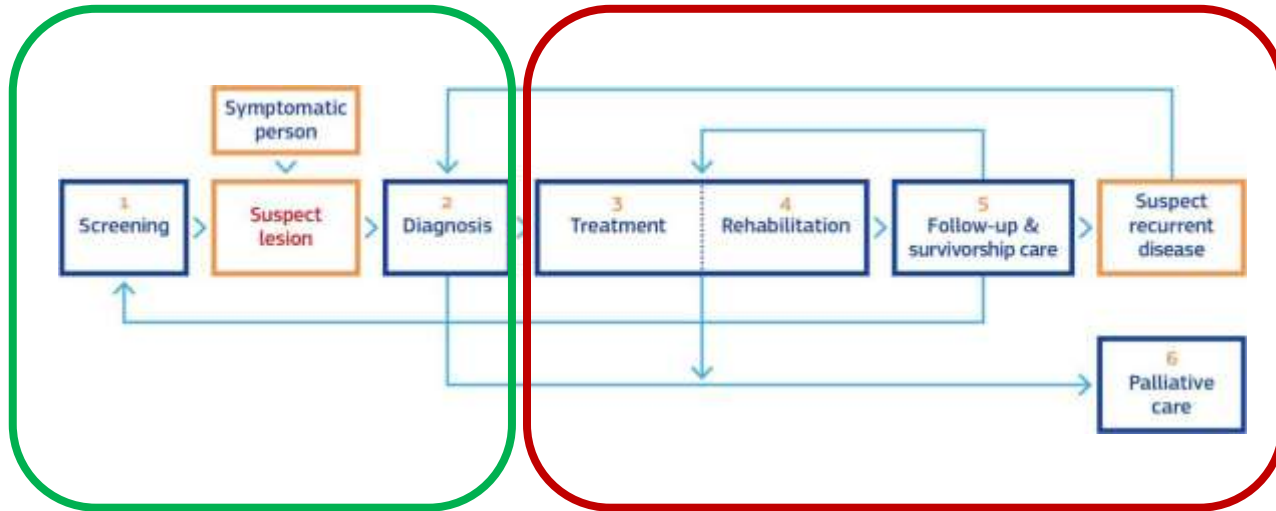 Symptomatic
person
1
Screening
Suspect
lesion
2
Diagnosis
3
Treatment
4
Rehabilitation
5
Follow-up &
survivorship care
Suspect
recurrent
disease
6
Palliative
care